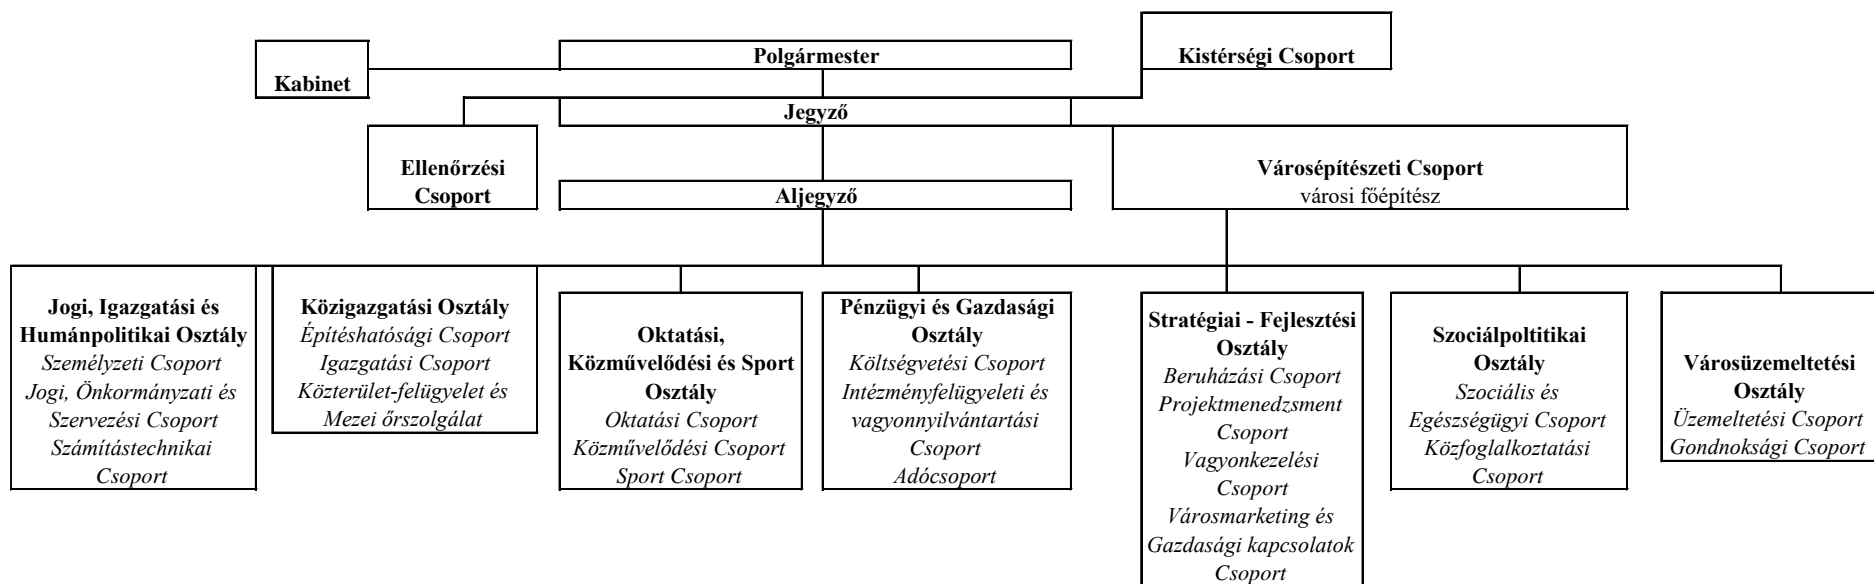 Kabinet
Polgármester
Kistérségi Csoport
Jegyző
Ellenőrzési
Csoport
Aljegyző
Városépítészeti Csoport
városi főépítész
Jogi, Igazgatási és
Humánpolitikai Osztály
Személyzeti Csoport
Jogi, Önkormányzati és
Szervezési Csoport
Számítástechnikai
Csoport
Közigazgatási Osztály
Építéshatósági Csoport
Igazgatási Csoport
Közterület-felügyelet és
Mezei őrszolgálat
Oktatási,
Közművelődési és Sport
Osztály
Oktatási Csoport
Közművelődési Csoport
Sport Csoport
Pénzügyi és Gazdasági
Osztály
Költségvetési Csoport
Intézményfelügyeleti és
vagyonnyilvántartási
Csoport
Adócsoport
Stratégiai - Fejlesztési
Osztály
Beruházási Csoport
Projektmenedzsment
Csoport
Vagyonkezelési
Csoport
Városmarketing és
Gazdasági kapcsolatok
Csoport
Szociálpoltitikai
Osztály
Szociális és
Egészségügyi Csoport
Közfoglalkoztatási
Csoport
Városüzemeltetési
Osztály
Üzemeltetési Csoport
Gondnoksági Csoport